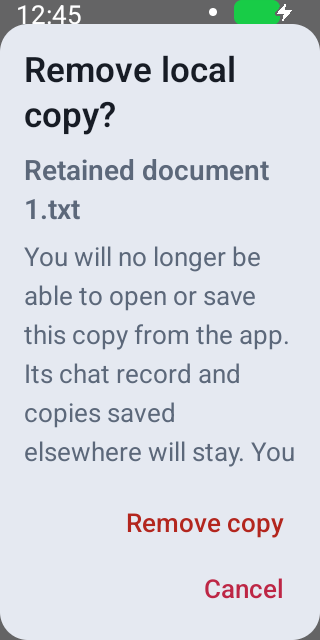 12:45
Remove local
copy?
Retained document
1.txt
You will no longer be
able to open or save
this copy from the app.
Its chat record and
copies saved
elsewhere will stay. You
Remove copy
Cancel